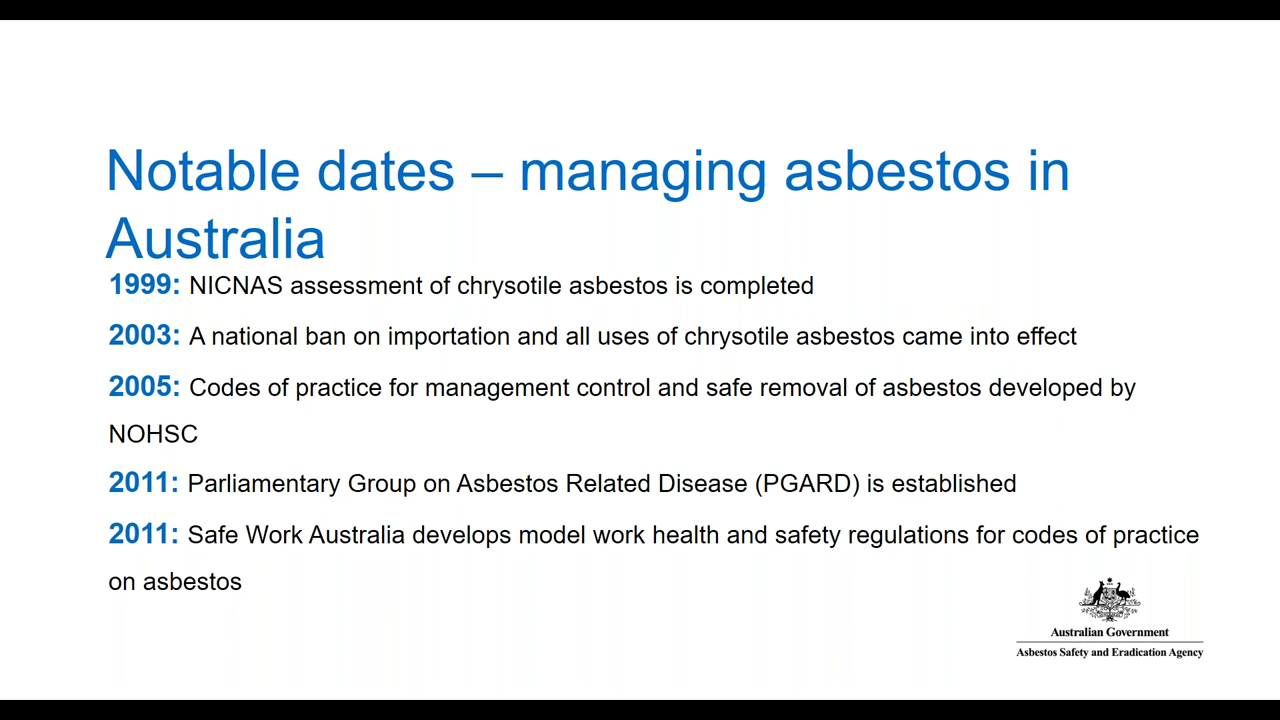 Notable dates – managing asbestos in
Australia
1999: NICNAS assessment of chrysotile asbestos is completed
2003: A national ban on importation and all uses of chrysotile asbestos came into effect
2005: Codes of practice for management control and safe removal of asbestos developed by
NOHSC
2011: Parliamentary Group on Asbestos Related Disease (PGARD) is established
2011: Safe Work Australia develops model work health and safety regulations for codes of practice
on asbestos
Australian Government
Asbestos Safety and Eradication Agency